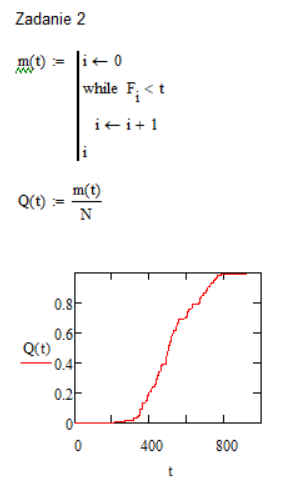 Zadanie 2
m(t) := i ← 0
while F_i < t
i ← i + 1
i
Q(t) := m(t)
N
0.8
0.6
Q(t) 0.4
0.2
0
0 400 800
t